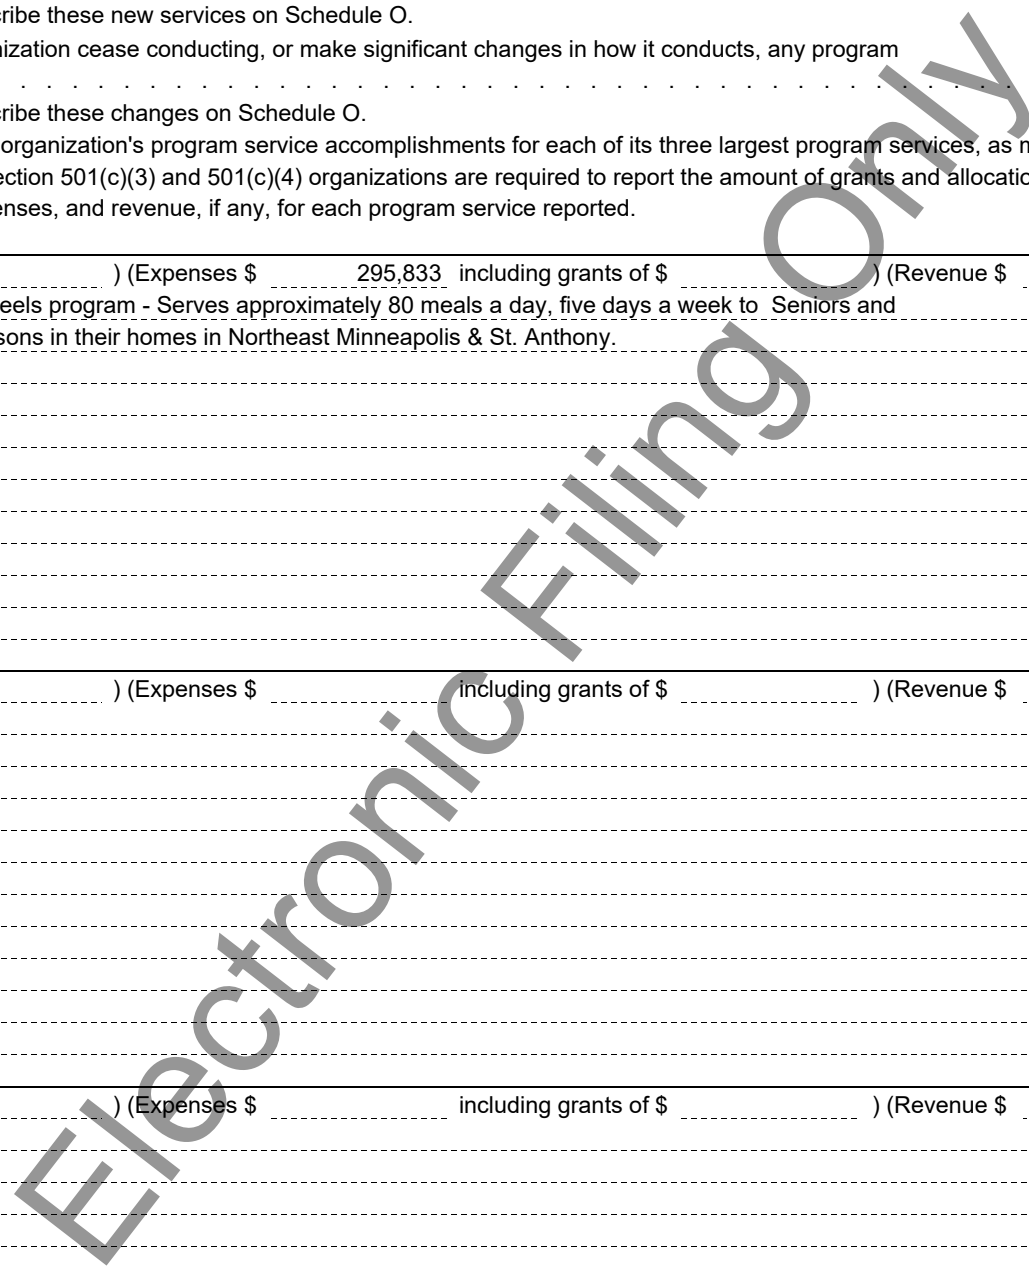 cribe these new services on Schedule O.
nization cease conducting, or make significant changes in how it conducts, any program
. . . . . . . . . . . . . . . . . . . . . . . . . . . . . . . . . . . . . . .
cribe these changes on Schedule O.
organization's program service accomplishments for each of its three largest program services, as m
ection 501(c)(3) and 501(c)(4) organizations are required to report the amount of grants and allocatio
enses, and revenue, if any, for each program service reported.
) (Expenses $ 295,833 including grants of $ ) (Revenue $
eels program - Serves approximately 80 meals a day, five days a week to Seniors and
sons in their homes in Northeast Minneapolis & St. Anthony.
) (Expenses $ including grants of $ ) (Revenue $
) (Expenses $ including grants of $ ) (Revenue $
Electronic Filing Only